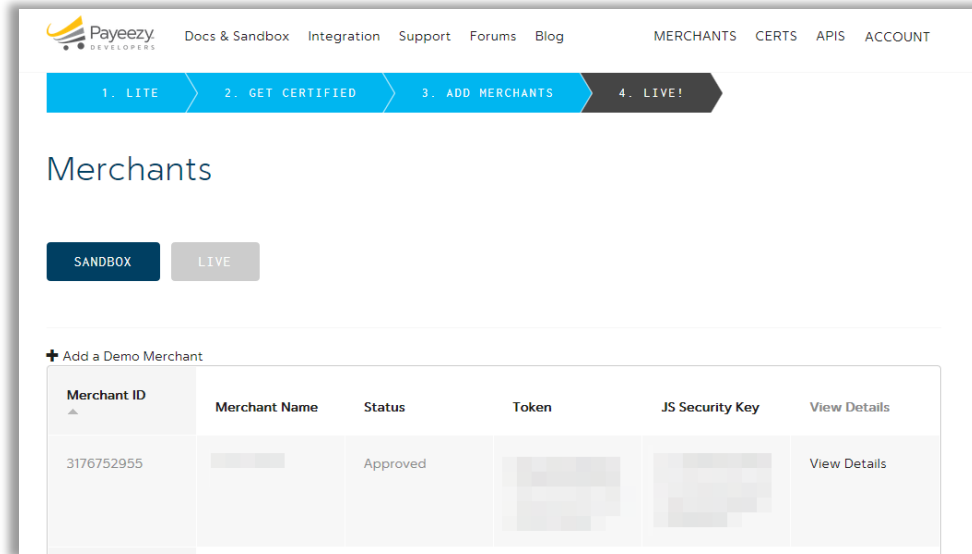 Payeezy
DEVELOPERS
Docs & Sandbox Integration Support Forums Blog MERCHANTS CERTS APIS ACCOUNT
1. LITE 2. GET CERTIFIED 3. ADD MERCHANTS 4. LIVE!
Merchants
SANDBOX LIVE
Add a Demo Merchant
Merchant ID Merchant Name Status Token JS Security Key View Details
3176752955 Approved View Details